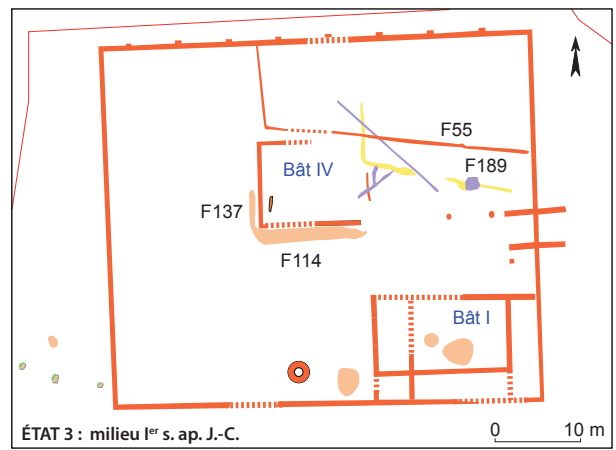 F55
Bât IV
F189
F137
F114
Bât I
ÉTAT 3 : milieu Iᵉʳ s. ap. J.-C.
0 10 m